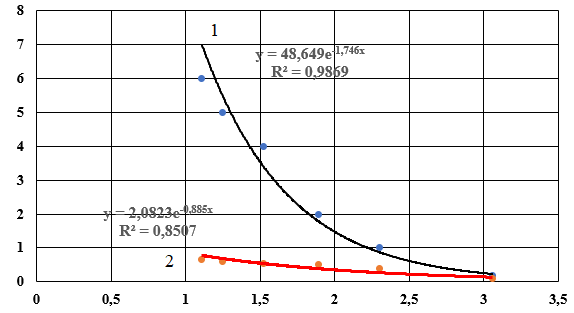 8
7
6
5
4
3
2
1
0
1
y = 48,649e^-1,746x
R² = 0,9869
y = 2,0823e^-0,885x
R² = 0,8507
2
0 0,5 1 1,5 2 2,5 3 3,5